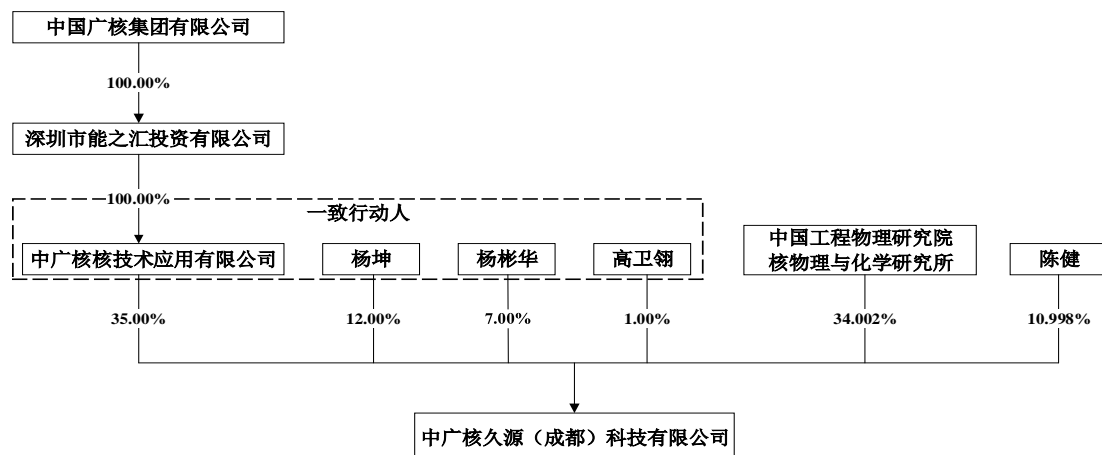 中国广核集团有限公司
100.00%
深圳市能之汇投资有限公司
100.00%
一致行动人
中广核核技术应用有限公司
杨坤
杨彬华
高卫翎
中国工程物理研究院
核物理与化学研究所
陈健
35.00%
12.00%
7.00%
1.00%
34.002%
10.998%
中广核久源（成都）科技有限公司